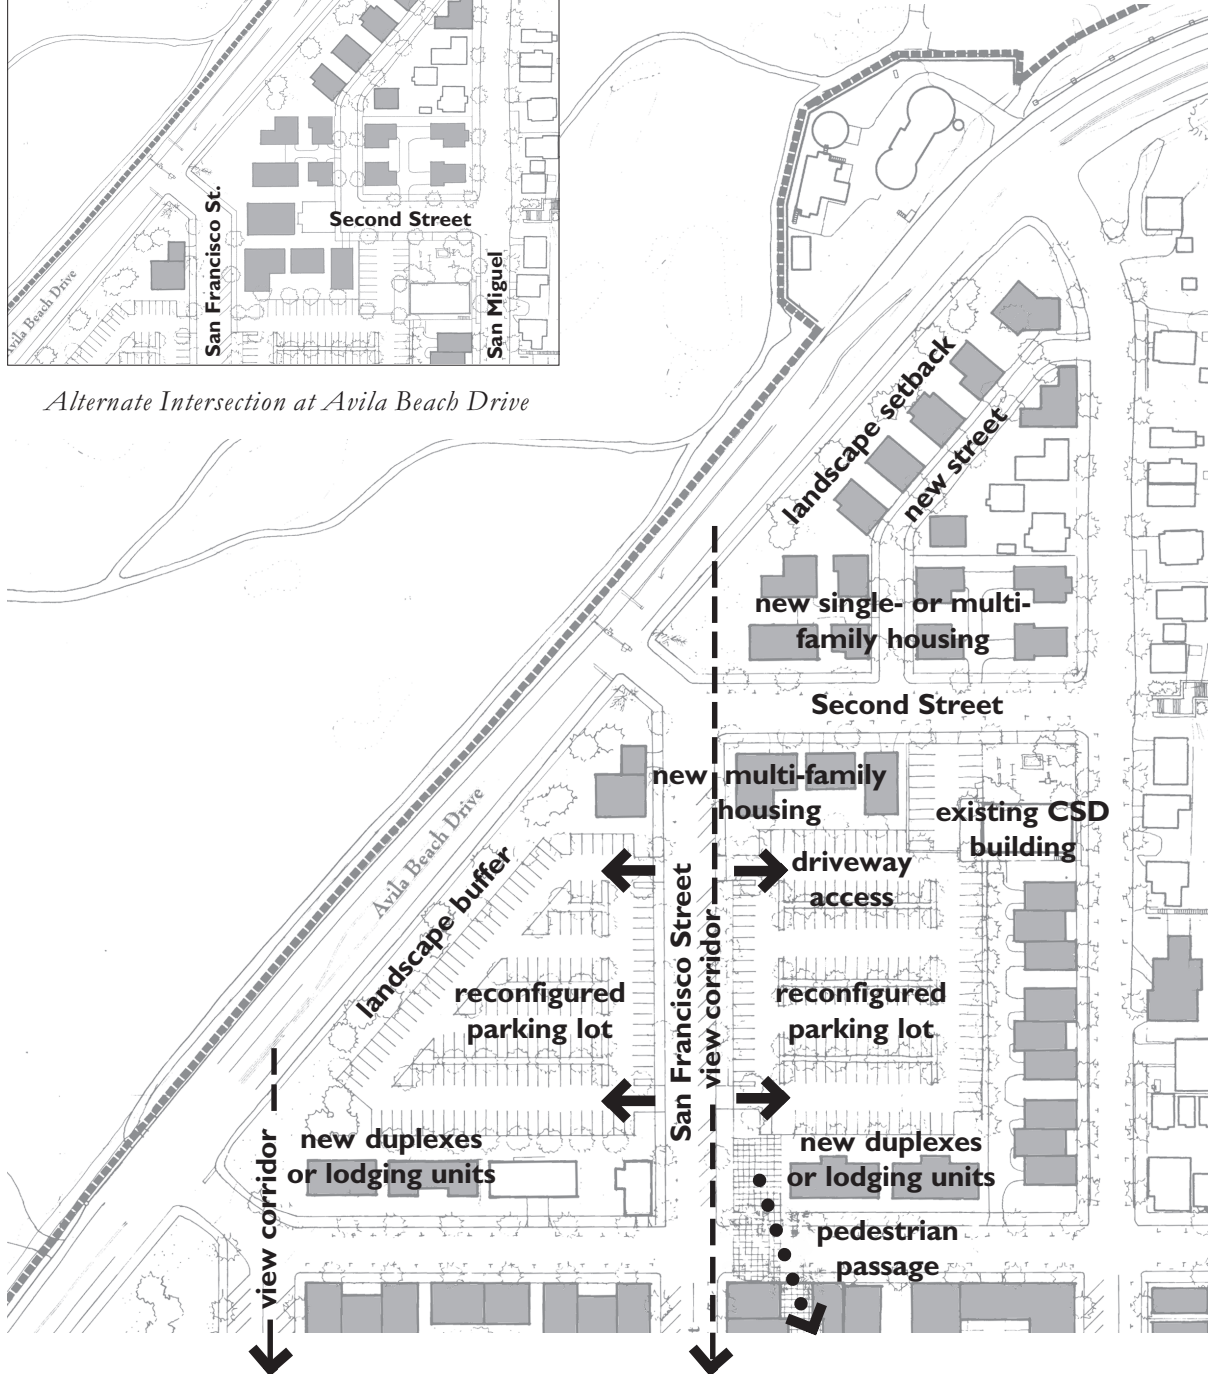 San Francisco St.
Second Street
San Miguel
Avila Beach Drive
Alternate Intersection at Avila Beach Drive
landscape setback
new street
new single- or multi-
family housing
Second Street
new multi-family
housing
existing CSD
building
Avila Beach Drive
landscape buffer
driveway
access
San Francisco Street
view corridor
reconfigured
parking lot
reconfigured
parking lot
new duplexes
or lodging units
new duplexes
or lodging units
view corridor
pedestrian
passage